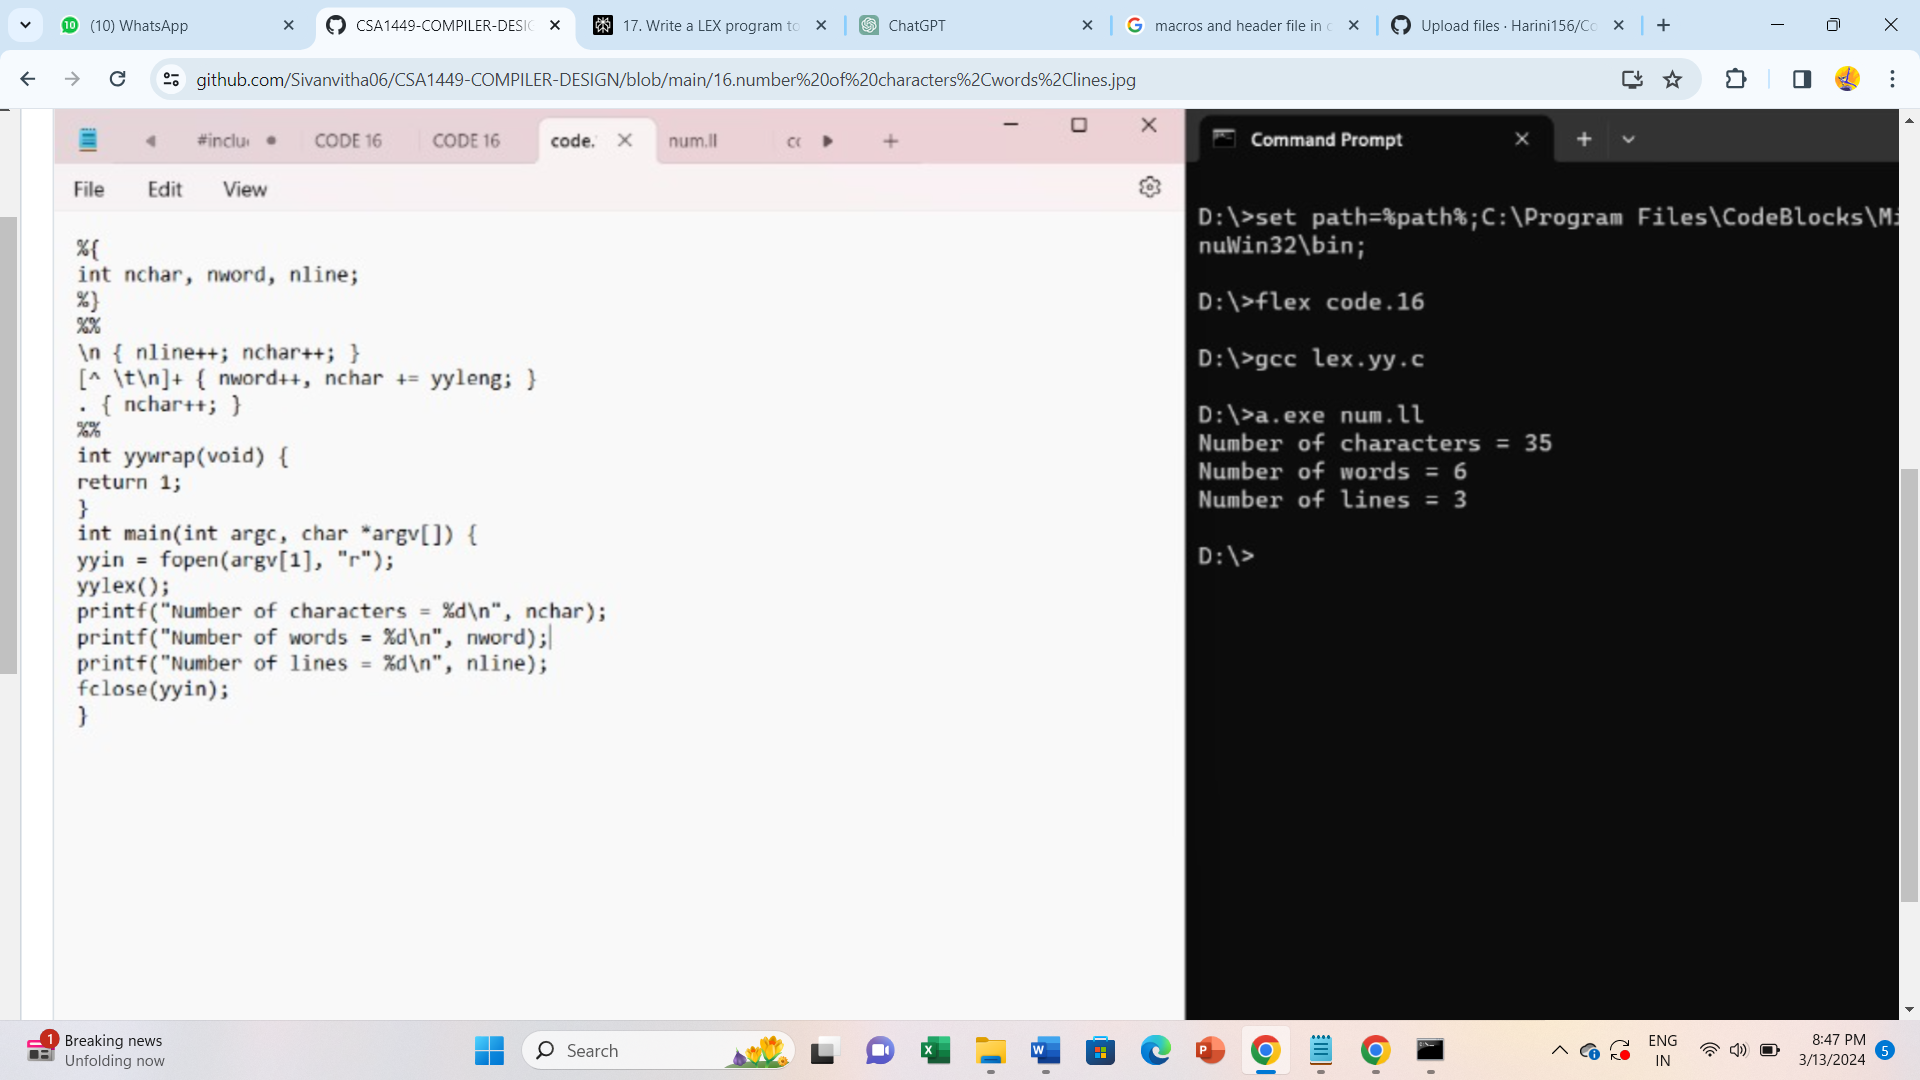 (10) WhatsApp
CSA1449-COMPILER-DESIG
17. Write a LEX program to
ChatGPT
macros and header file in c
Upload files · Harini156/Co
github.com/Sivanvitha06/CSA1449-COMPILER-DESIGN/blob/main/16.number%20of%20characters%2Cwords%2Clines.jpg
#inclu
CODE 16
CODE 16
code.
num.ll
File
Edit
View
%{
int nchar, nword, nline;
%}
%%
\n { nline++; nchar++; }
[^ \t\n]+ { nword++, nchar += yyleng; }
. { nchar++; }
%%
int yywrap(void) {
return 1;
}
int main(int argc, char *argv[]) {
yyin = fopen(argv[1], "r");
yylex();
printf("Number of characters = %d\n", nchar);
printf("Number of words = %d\n", nword);
printf("Number of lines = %d\n", nline);
fclose(yyin);
}
Command Prompt
D:\>set path=%path%;C:\Program Files\CodeBlocks\Mi
nuWin32\bin;
D:\>flex code.16
D:\>gcc lex.yy.c
D:\>a.exe num.ll
Number of characters = 35
Number of words = 6
Number of lines = 3
D:\>
1
Breaking news
Unfolding now
Search
ENG
IN
8:47 PM
3/13/2024
5